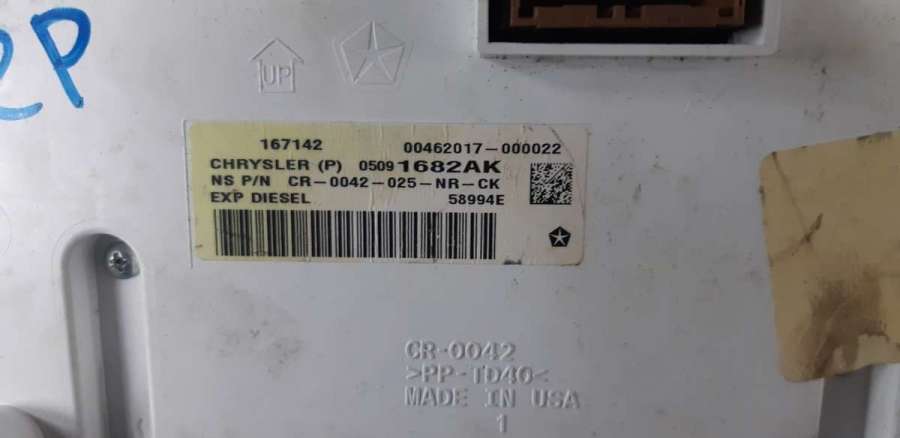 2P
UP
167142 00462017-000022
CHRYSLER (P) 05091682AK
NS P/N CR-0042-025-NR-CK
EXP DIESEL 58994E
CR-0042
>PP-TD40<
MADE IN USA
1